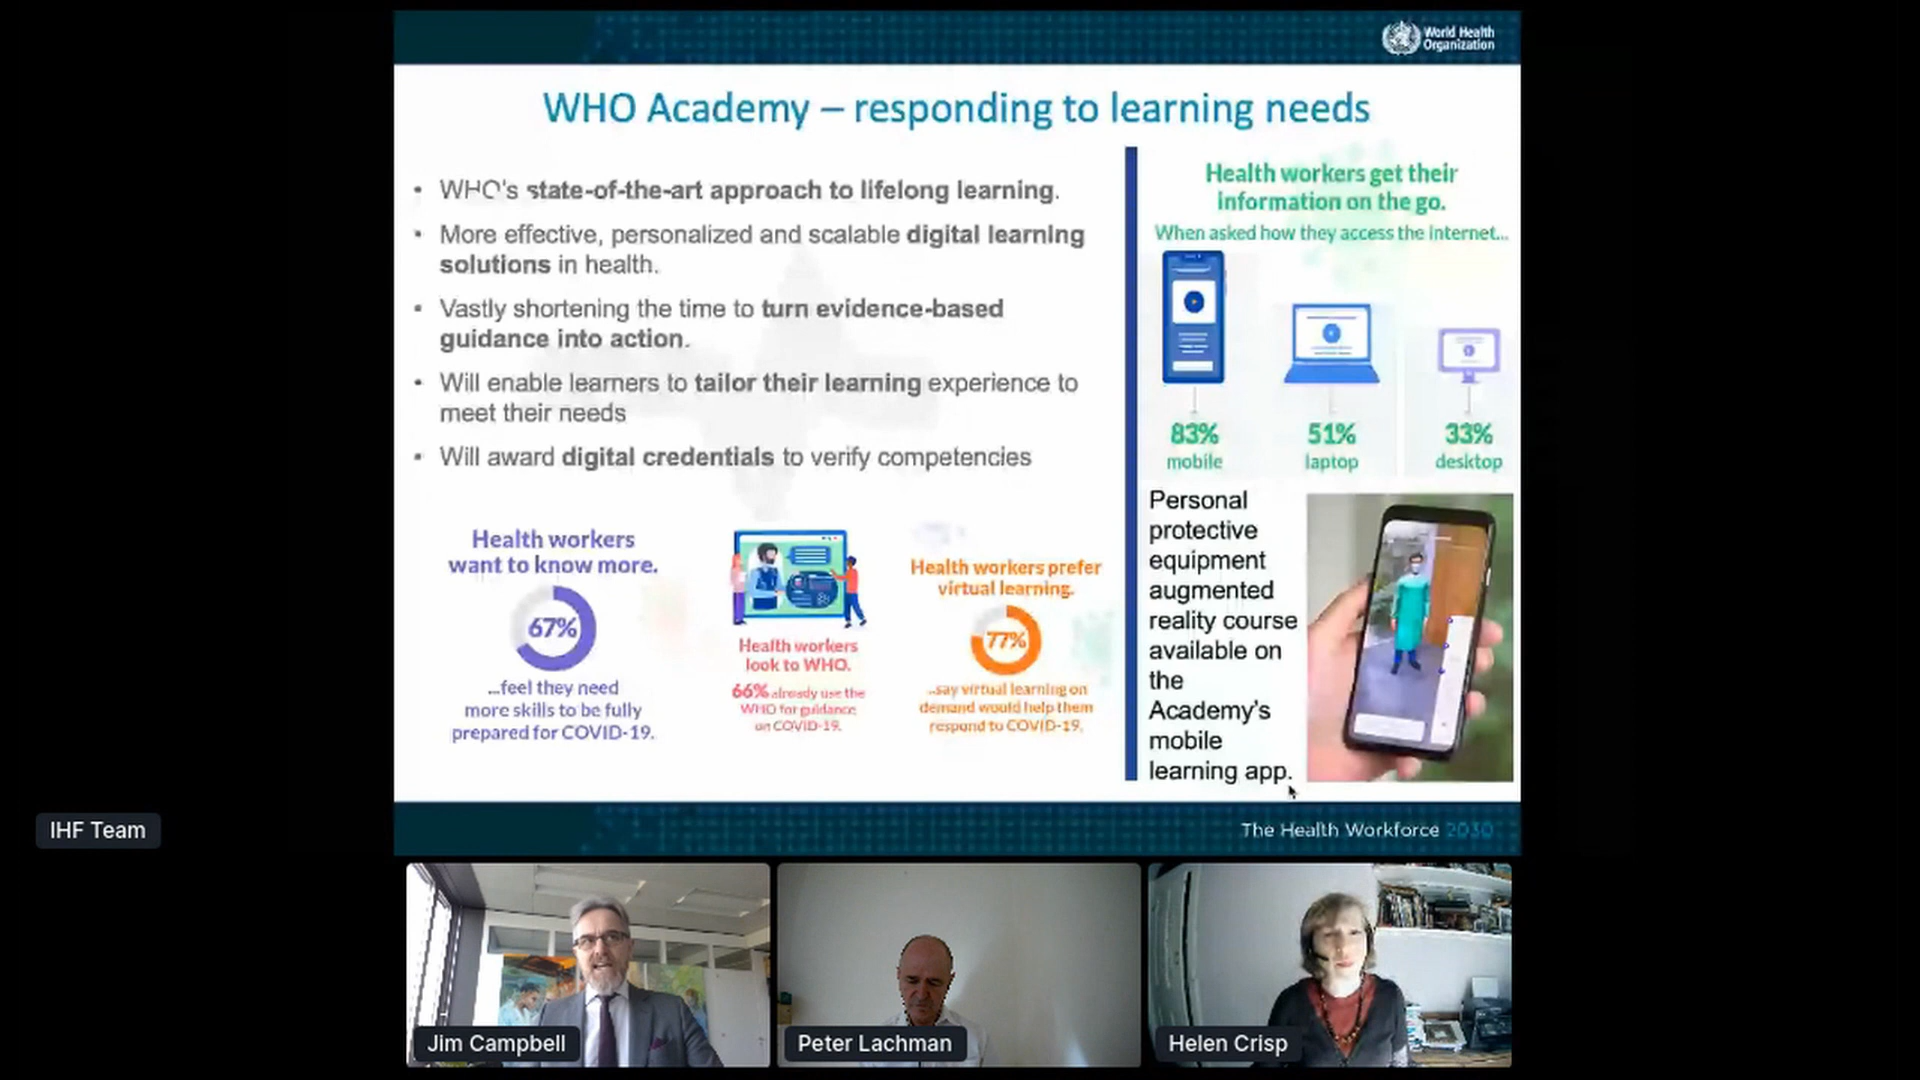 World Health
Organization
WHO Academy – responding to learning needs
• WHO's state-of-the-art approach to lifelong learning.
• More effective, personalized and scalable digital learning
solutions in health.
• Vastly shortening the time to turn evidence-based
guidance into action.
• Will enable learners to tailor their learning experience to
meet their needs
• Will award digital credentials to verify competencies
Health workers
want to know more.
67%
...feel they need
more skills to be fully
prepared for COVID-19.
Health workers
look to WHO.
66% already use the
WHO for guidance
on COVID-19.
Health workers prefer
virtual learning.
77%
...say virtual learning on
demand would help them
respond to COVID-19.
Health workers get their
information on the go.
When asked how they access the internet...
83%
mobile
51%
laptop
33%
desktop
Personal
protective
equipment
augmented
reality course
available on
the
Academy's
mobile
learning app.
The Health Workforce 2030
IHF Team
Jim Campbell
Peter Lachman
Helen Crisp